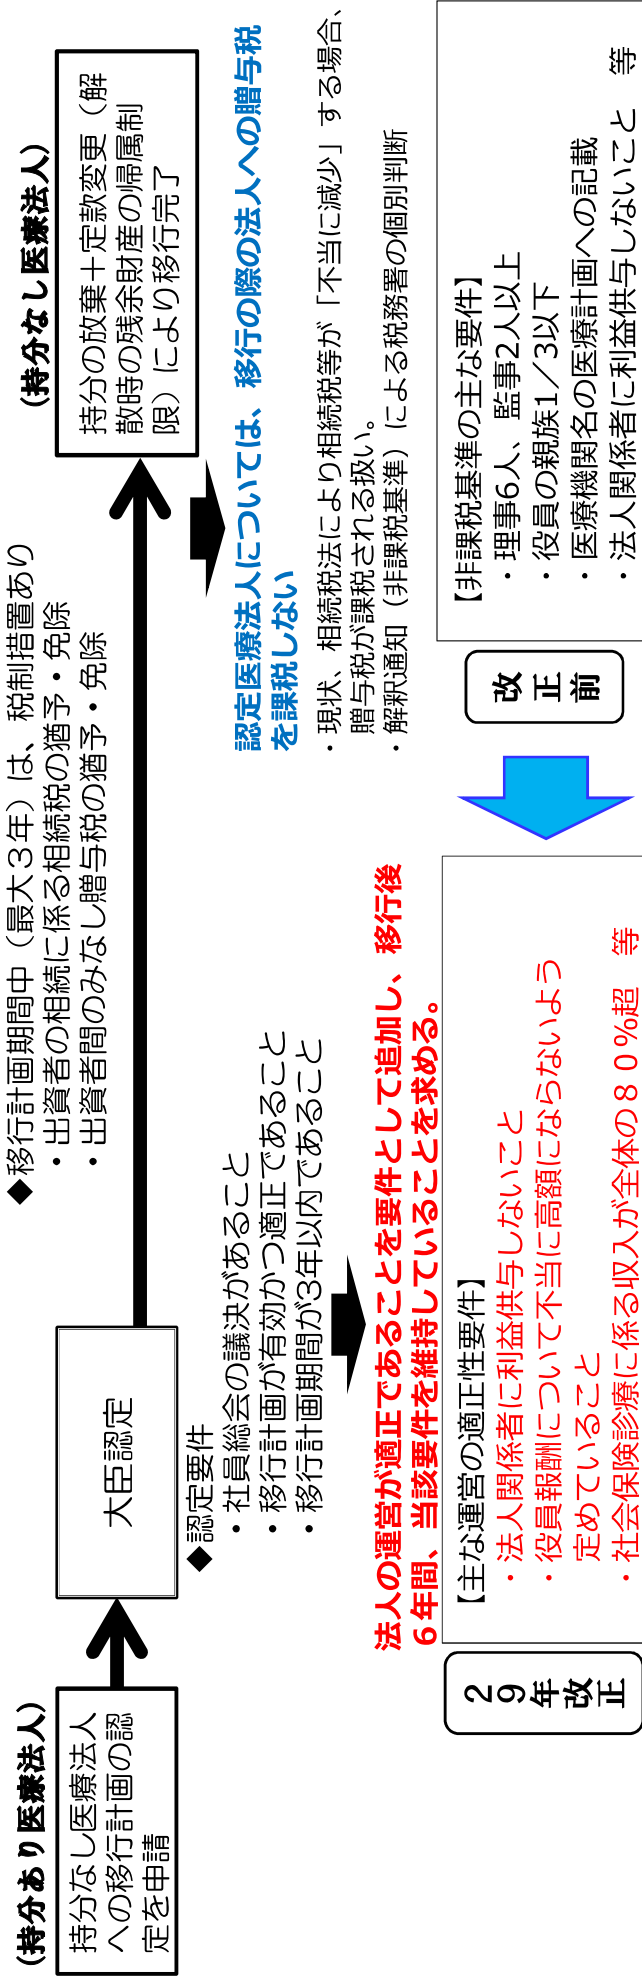 (持分あり医療法人)
持分なし医療法人
への移行計画の認
定を申請
大臣認定
◆移行計画期間中（最大３年）は、税制措置あり
・出資者の相続に係る相続税の猶予・免除
・出資者間のみなし贈与税の猶予・免除
(持分なし医療法人)
持分の放棄＋定款変更（解
散時の残余財産の帰属制
限）により移行完了
◆認定要件
・社員総会の議決があること
・移行計画が有効かつ適正であること
・移行計画期間が3年以内であること
認定医療法人については、移行の際の法人への贈与税
を課税しない
・現状、相続税法により相続税等が「不当に減少」する場合、
贈与税が課税される扱い。
・解釈通知（非課税基準）による税務署の個別判断
法人の運営が適正であることを要件として追加し、移行後
６年間、当該要件を維持していることを求める。
２９年改正
【主な運営の適正性要件】
・法人関係者に利益供与しないこと
・役員報酬について不当に高額にならないよう
定めていること
・社会保険診療に係る収入が全体の８０%超　等
改正前
【非課税基準の主な要件】
・理事6人、監事2人以上
・役員の親族1／3以下
・医療機関名の医療計画への記載
・法人関係者に利益供与しないこと　等